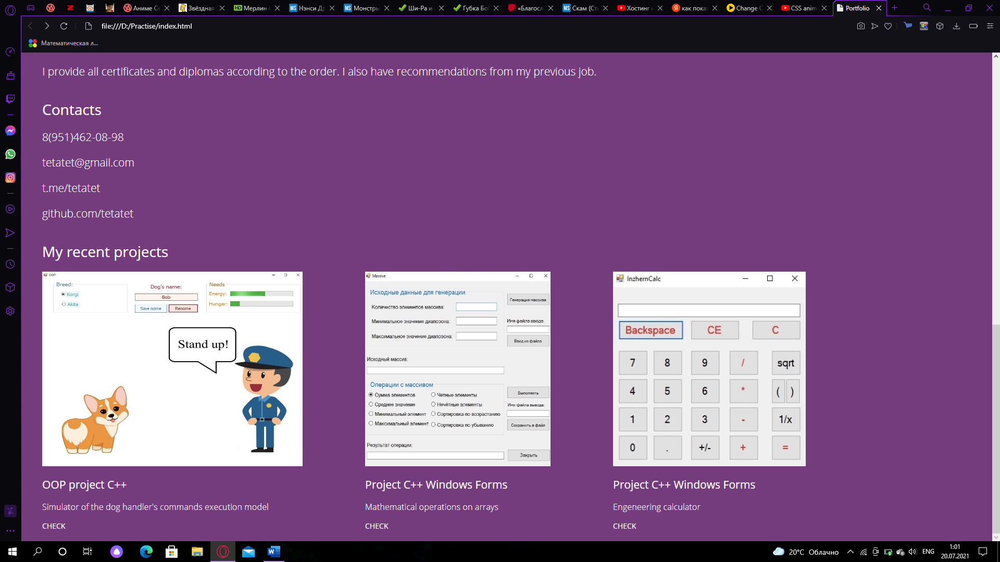 Аниме Се
Звёздная
Мерлин с
Нэнси Др
Монстры
Ши-Ра и
Губка Боб
«Благосл
Скам (Сты
Хостинг и
как показ
Change C
CSS anim
Portfolio
file:///D:/Practise/index.html
Математическая л...
I provide all certificates and diplomas according to the order. I also have recommendations from my previous job.
Contacts
8(951)462-08-98
tetatet@gmail.com
t.me/tetatet
github.com/tetatet
My recent projects
OOP
Breed:
Korgi
Akita
Dog's name:
Bob
Save name
Rename
Needs
Energy:
Hunger:
Stand up!
Massive
Исходные данные для генерации
Количество элементов массива:
Минимальное значение диапозона:
Максимальное значение диапозона:
Генерация массива
Имя файла ввода:
Ввод из файла
Исходный массив:
Операции с массивом
Сумма элементов
Чётные элементы
Среднее значение
Нечётные элементы
Минимальный элемент
Сортировка по возрастанию
Максимальный элемент
Сортировка по убыванию
Выполнить
Имя файла вывода:
Сохранить в файл
Результат операции:
Закрыть
InzhernCalc
Backspace CE C
7 8 9 / sqrt
4 5 6 * ( )
1 2 3 - 1/x
0 . +/- + =
OOP project C++
Simulator of the dog handler's commands execution model
CHECK
Project C++ Windows Forms
Mathematical operations on arrays
CHECK
Project C++ Windows Forms
Engeneering calculator
CHECK
20°C Облачно
ENG
1:01
20.07.2021